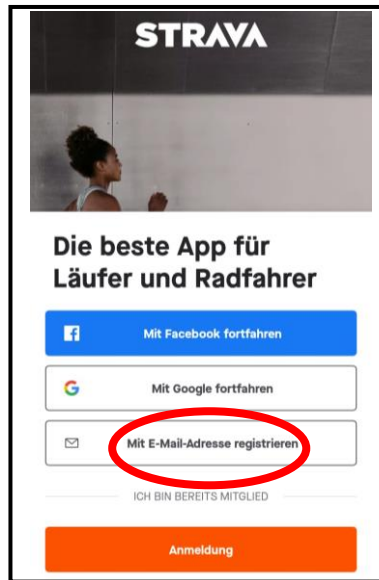 STRAVA
Die beste App für
Läufer und Radfahrer
Mit Facebook fortfahren
Mit Google fortfahren
Mit E-Mail-Adresse registrieren
ICH BIN BEREITS MITGLIED
Anmeldung